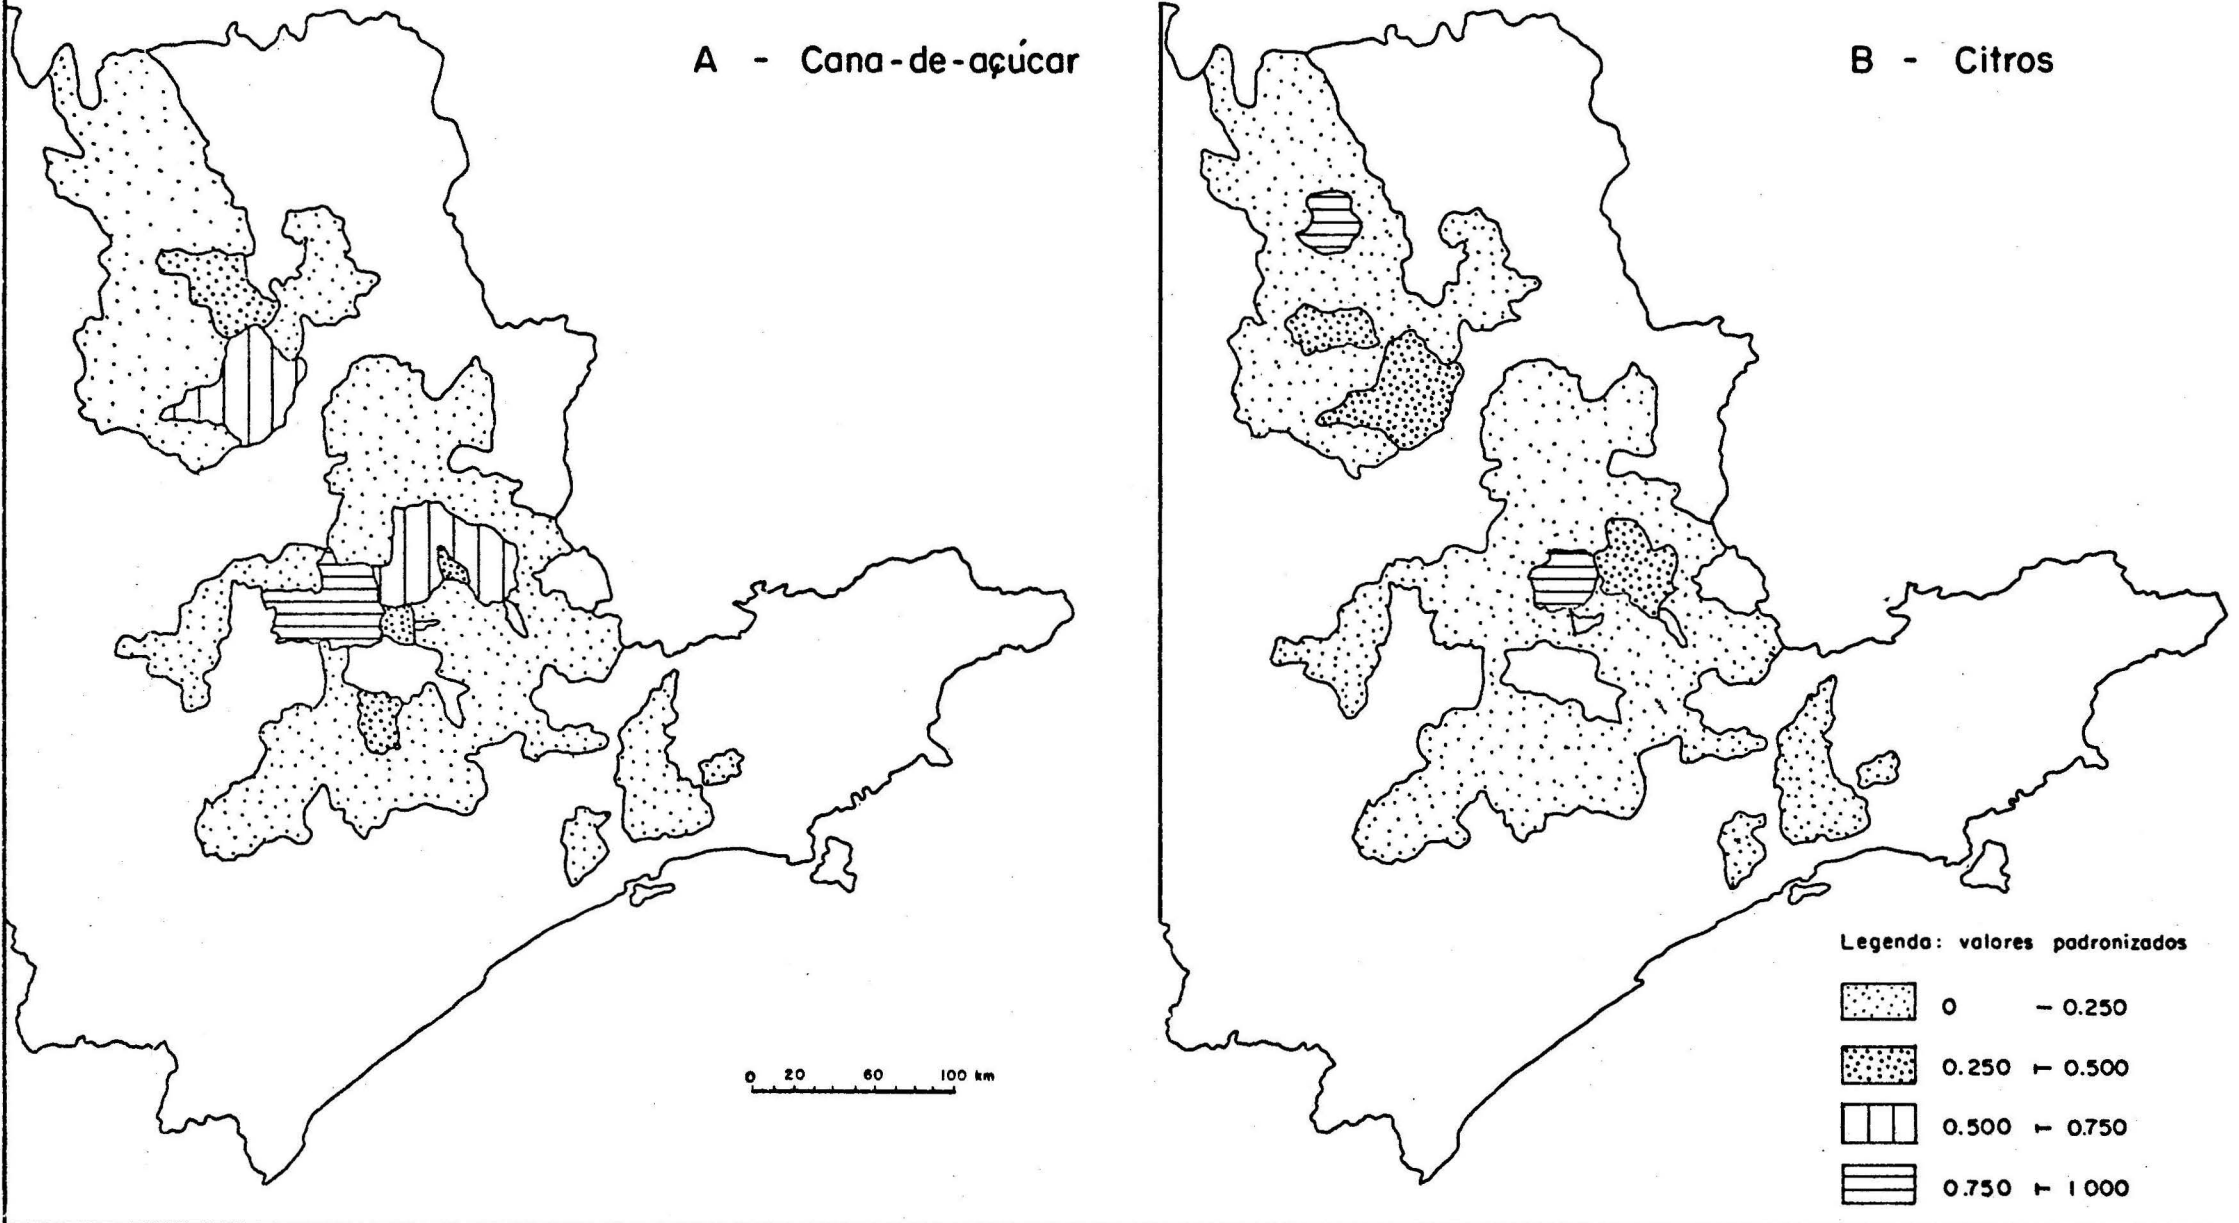 A - Cana-de-açúcar
B - Citros
0 20 60 100 km
Legenda: valores padronizados
0 - 0.250
0.250 ⊢ 0.500
0.500 ⊢ 0.750
0.750 ⊢ 1 000